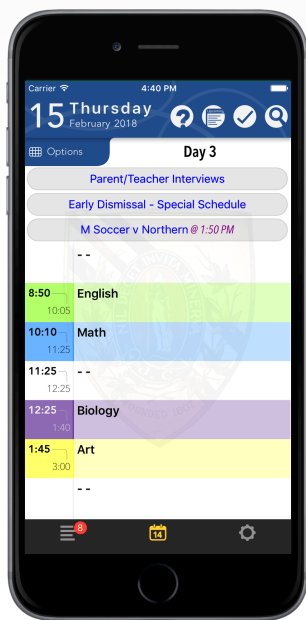 Carrier 4:40 PM
15 Thursday
February 2018
Options Day 3
Parent/Teacher Interviews
Early Dismissal - Special Schedule
M Soccer v Northern @ 1:50 PM
- -
8:50 English
10:05
10:10 Math
11:25
11:25 - -
12:25
12:25 Biology
1:40
1:45 Art
3:00
- -
8
14